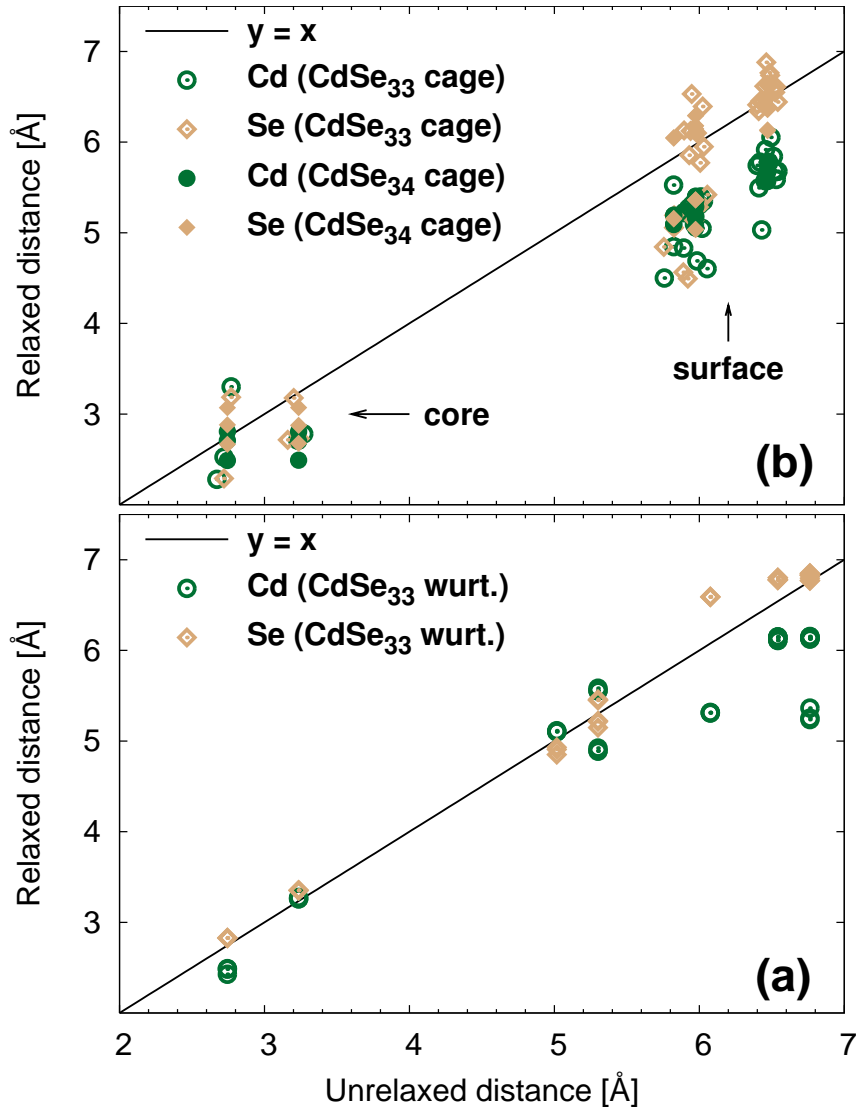 y = x
Cd (CdSe33 cage)
Se (CdSe33 cage)
Cd (CdSe34 cage)
Se (CdSe34 cage)
7
6
5
4
3
Relaxed distance [Å]
surface
core
(b)
y = x
Cd (CdSe33 wurt.)
Se (CdSe33 wurt.)
7
6
5
4
3
Relaxed distance [Å]
(a)
2 3 4 5 6 7
Unrelaxed distance [Å]